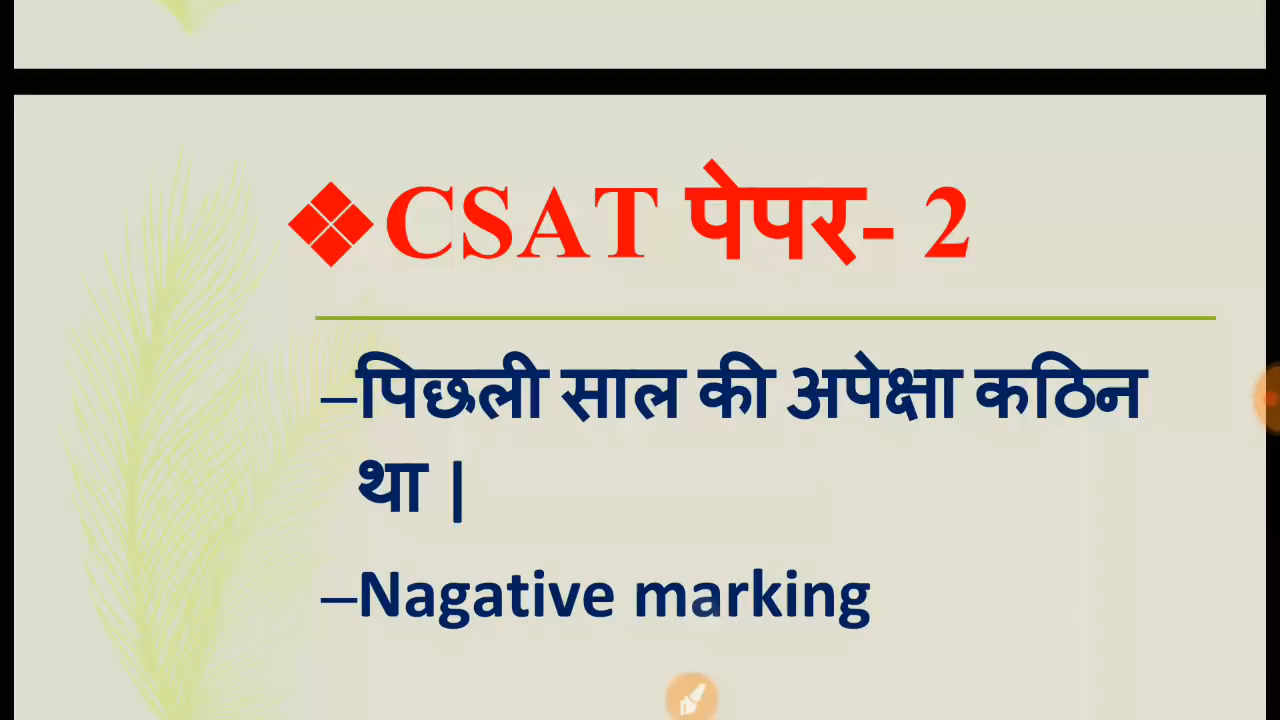 ❖CSAT पेपर- 2
–पिछली साल की अपेक्षा कठिन
था |
–Nagative marking